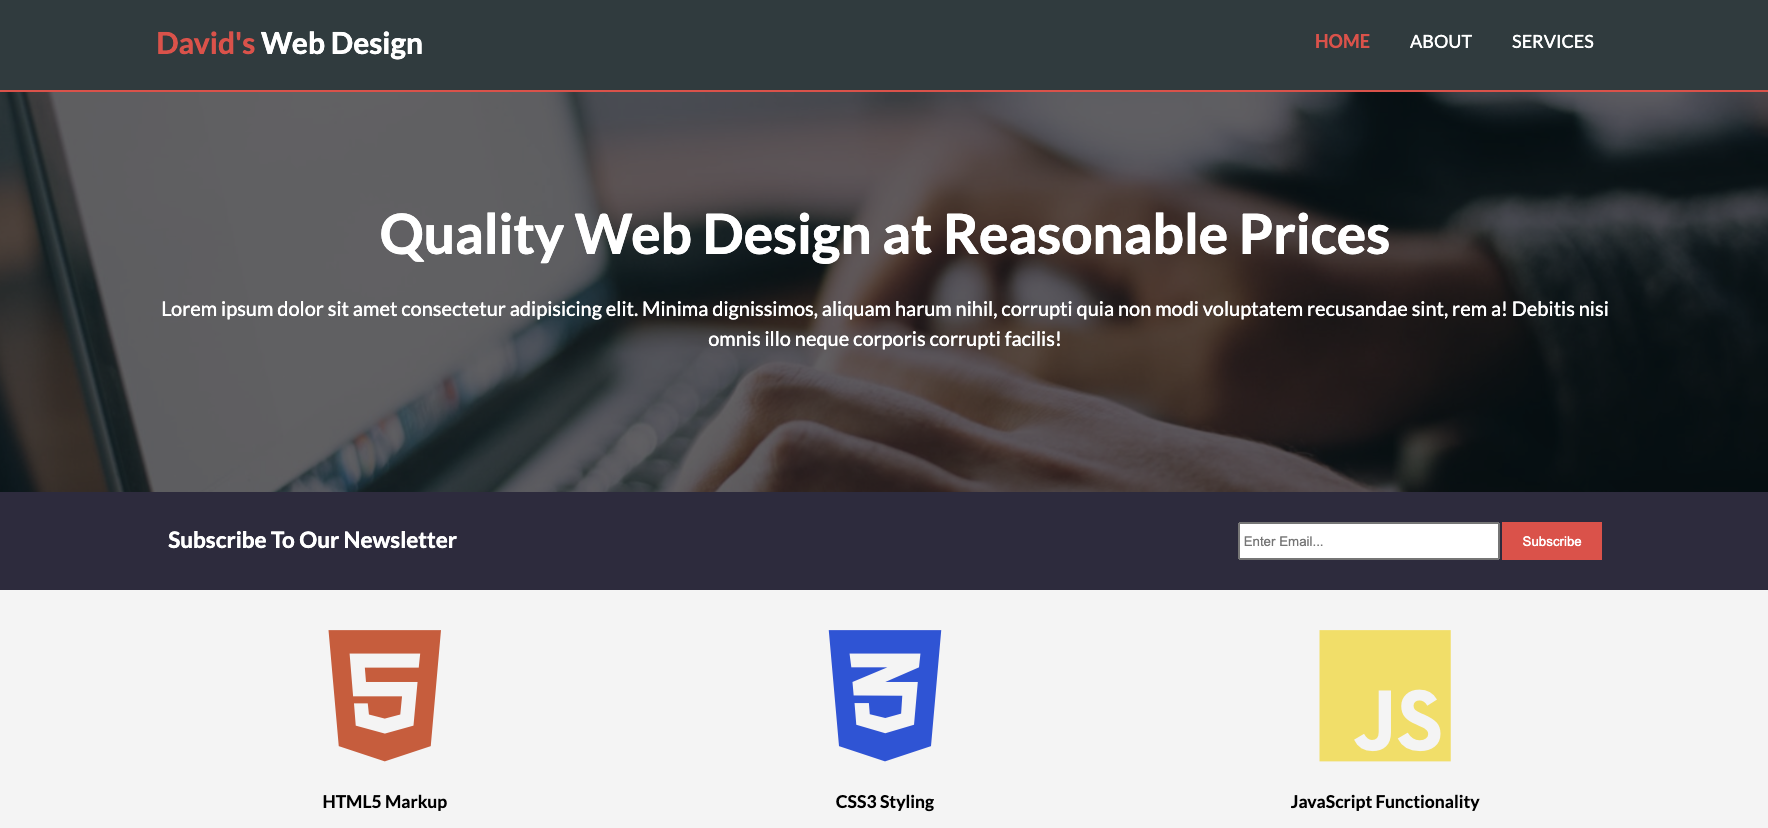 David's Web Design
HOME ABOUT SERVICES
Quality Web Design at Reasonable Prices
Lorem ipsum dolor sit amet consectetur adipisicing elit. Minima dignissimos, aliquam harum nihil, corrupti quia non modi voluptatem recusandae sint, rem a! Debitis nisi
omnis illo neque corporis corrupti facilis!
Subscribe To Our Newsletter
Enter Email...
Subscribe
5
3
JS
HTML5 Markup
CSS3 Styling
JavaScript Functionality